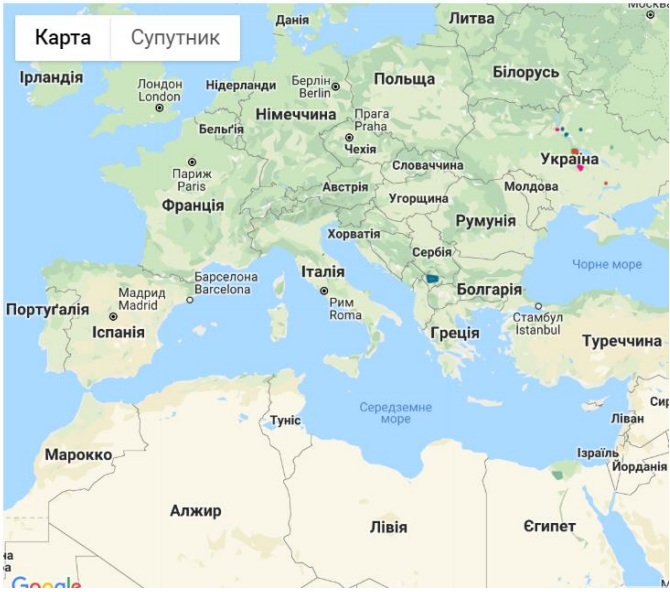 Москва
Данія
Литва
Карта
Супутник
Ірландія
Лондон
London
Нідерланди
Берлін
Berlin
Польща
Білорусь
Німеччина
Бельгія
Прага
Praha
Чехія
Україна
Париж
Paris
Словаччина
Молдова
Франція
Австрія
Угорщина
Румунія
Хорватія
Сербія
Чорне море
Італія
Барселона
Barcelona
Мадрид
Madrid
Рим
Roma
Болгарія
Португалія
Іспанія
Греція
Стамбул
İstanbul
Туреччина
Середземне
море
Туніс
Ліван
Марокко
Ізраїль
Йорданія
Алжир
Лівія
Єгипет
Google